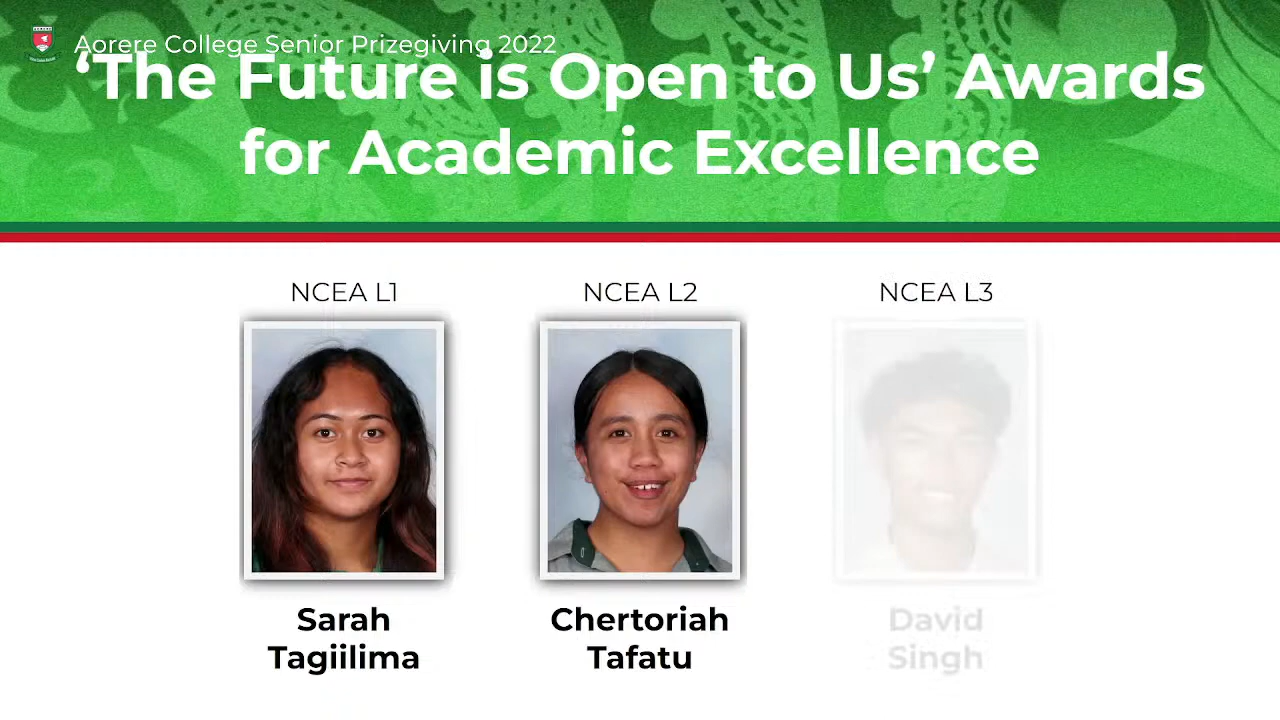 Aorere College Senior Prizegiving 2022
‘The Future is Open to Us’ Awards
for Academic Excellence
NCEA L1
NCEA L2
NCEA L3
Sarah
Tagiilima
Chertoriah
Tafatu
David
Singh